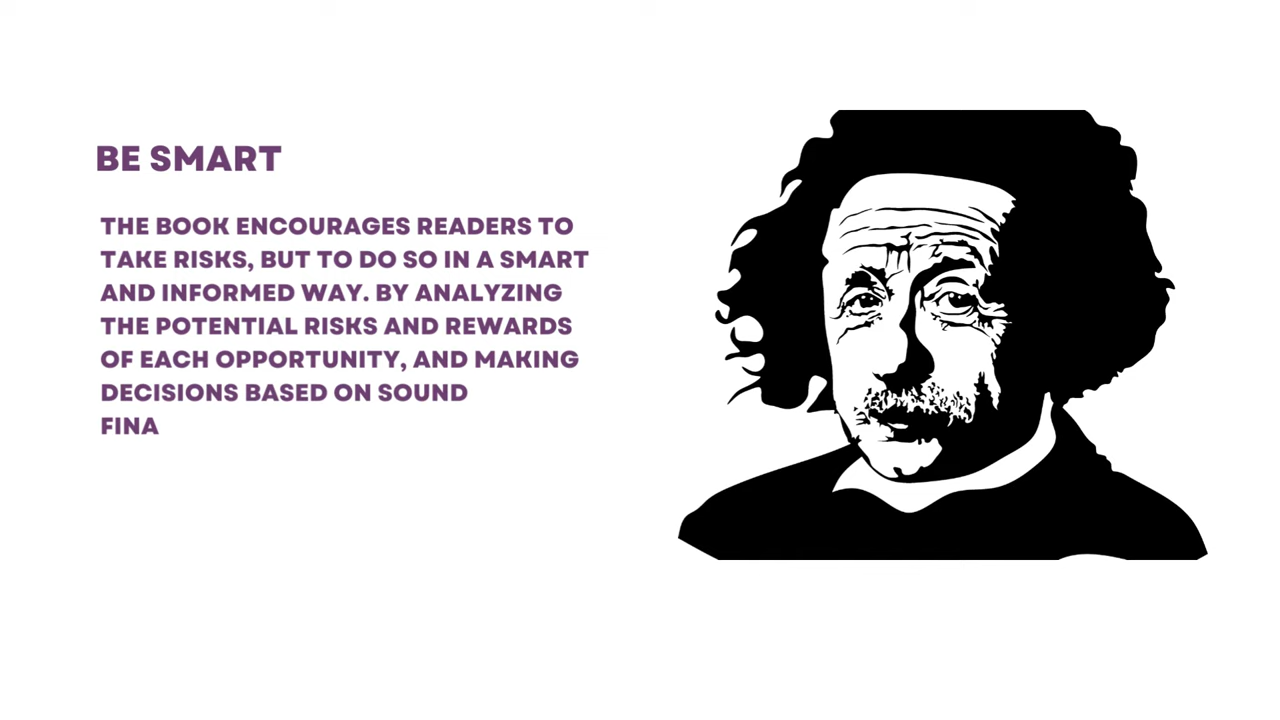 BE SMART
THE BOOK ENCOURAGES READERS TO
TAKE RISKS, BUT TO DO SO IN A SMART
AND INFORMED WAY. BY ANALYZING
THE POTENTIAL RISKS AND REWARDS
OF EACH OPPORTUNITY, AND MAKING
DECISIONS BASED ON SOUND
FINA